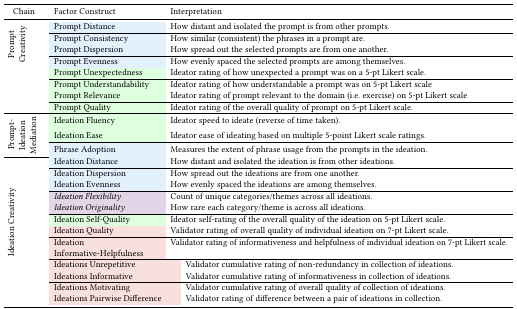 Chain Factor Construct Interpretation
Prompt Creativity
Prompt Distance How distant and isolated the prompt is from other prompts.
Prompt Consistency How similar (consistent) the phrases in a prompt are.
Prompt Dispersion How spread out the selected prompts are from one another.
Prompt Evenness How evenly spaced the selected prompts are among themselves.
Prompt Unexpectedness Ideator rating of how unexpected a prompt was on a 5-pt Likert scale.
Prompt Understandability Ideator rating of how understandable a prompt was on 5-pt Likert scale
Prompt Relevance Ideator rating of prompt relevant to the domain (i.e. exercise) on 5-pt Likert scale
Prompt Quality Ideator rating of the overall quality of prompt on 5-pt Likert scale.
Prompt-Ideation Mediation
Ideation Fluency Ideator speed to ideate (reverse of time taken).
Ideation Ease Ideator ease of ideating based on multiple 5-point Likert scale ratings.
Phrase Adoption Measures the extent of phrase usage from the prompts in the ideation.
Ideation Creativity
Ideation Distance How distant and isolated the ideation is from other ideations.
Ideation Dispersion How spread out the ideations are from one another.
Ideation Evenness How evenly spaced the ideations are among themselves.
Ideation Flexibility Count of unique categories/themes across all ideations.
Ideation Originality How rare each category/theme is across all ideations.
Ideation Self-Quality Ideator self-rating of the overall quality of the ideation on 5-pt Likert scale.
Ideation Quality Validator rating of overall quality of individual ideation on 7-pt Likert scale.
Ideation Validator rating of informativeness and helpfulness of individual ideation on 7-pt Likert scale.
Informative-Helpfulness
Ideations Unrepetitive Validator cumulative rating of non-redundancy in collection of ideations.
Ideations Informative Validator cumulative rating of informativeness in collection of ideations.
Ideations Motivating Validator cumulative rating of overall quality of collection of ideations.
Ideations Pairwise Difference Validator rating of difference between a pair of ideations in collection.